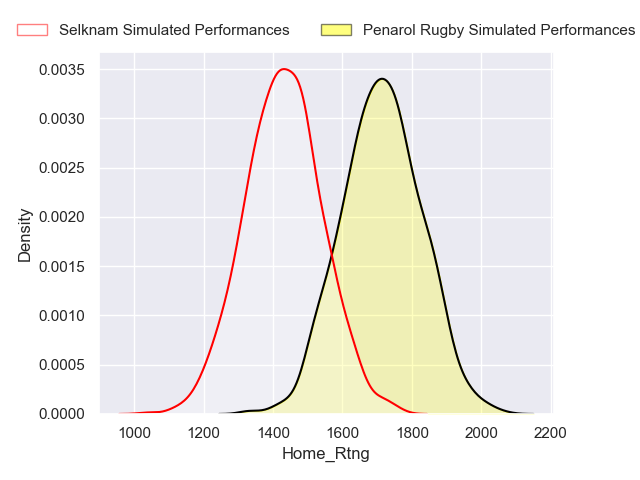 Selknam Simulated Performances Penarol Rugby Simulated Performances
0.0035
0.0030
0.0025
0.0020
0.0015
0.0010
0.0005
0.0000
Density
1000 1200 1400 1600 1800 2000 2200
Home_Rtng